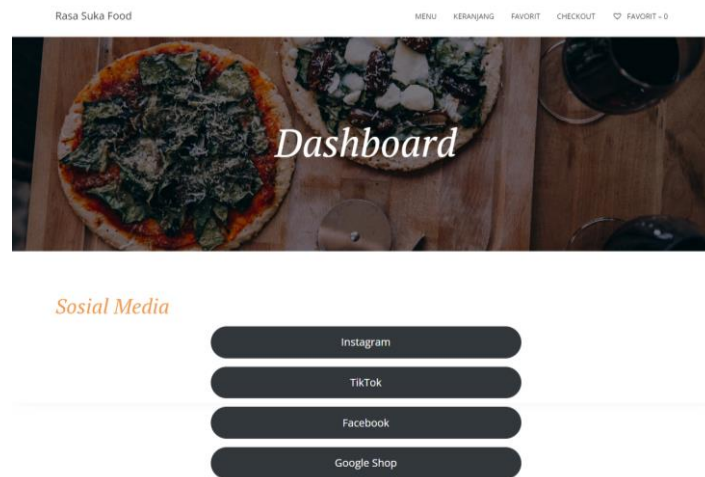 Rasa Suka Food
MENU KERANJANG FAVORIT CHECKOUT FAVORIT – 0
Dashboard
Sosial Media
Instagram
TikTok
Facebook
Google Shop